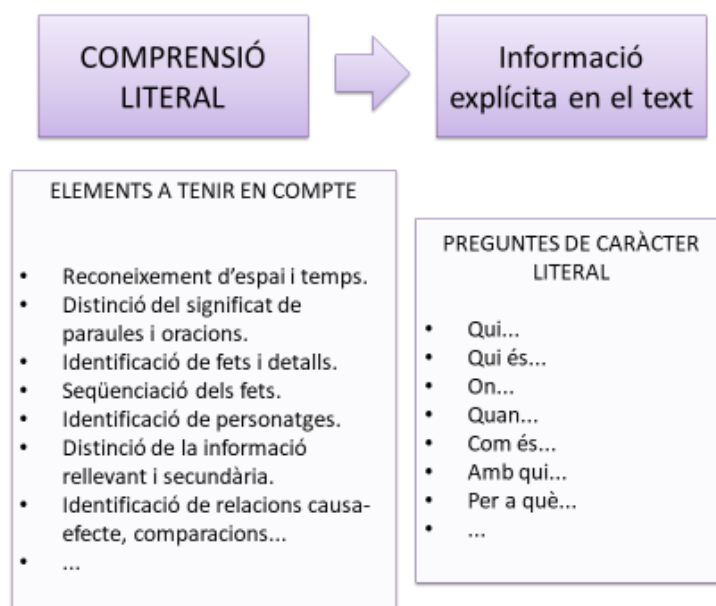 COMPRENSIÓ
LITERAL
Informació
explícita en el text
ELEMENTS A TENIR EN COMPTE
• Reconeixement d'espai i temps.
• Distinció del significat de
paraules i oracions.
• Identificació de fets i detalls.
• Seqüenciació dels fets.
• Identificació de personatges.
• Distinció de la informació
rellevant i secundària.
• Identificació de relacions causa-
efecte, comparacions...
• ...
PREGUNTES DE CARÀCTER
LITERAL
• Qui...
• Qui és...
• On...
• Quan...
• Com és...
• Amb qui...
• Per a què...
• ...